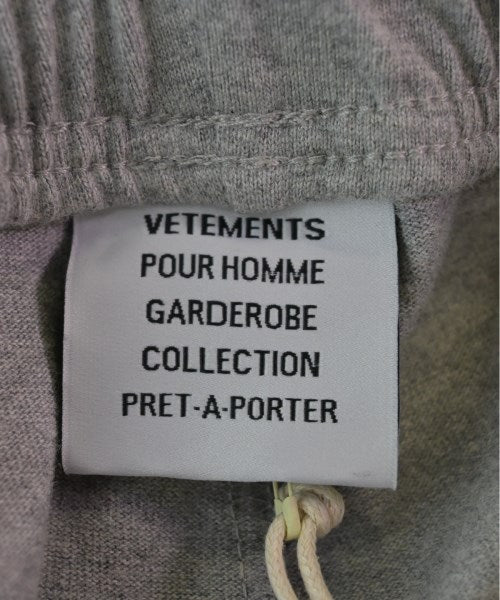 VETEMENTS
POUR HOMME
GARDEROBE
COLLECTION
PRET-A-PORTER